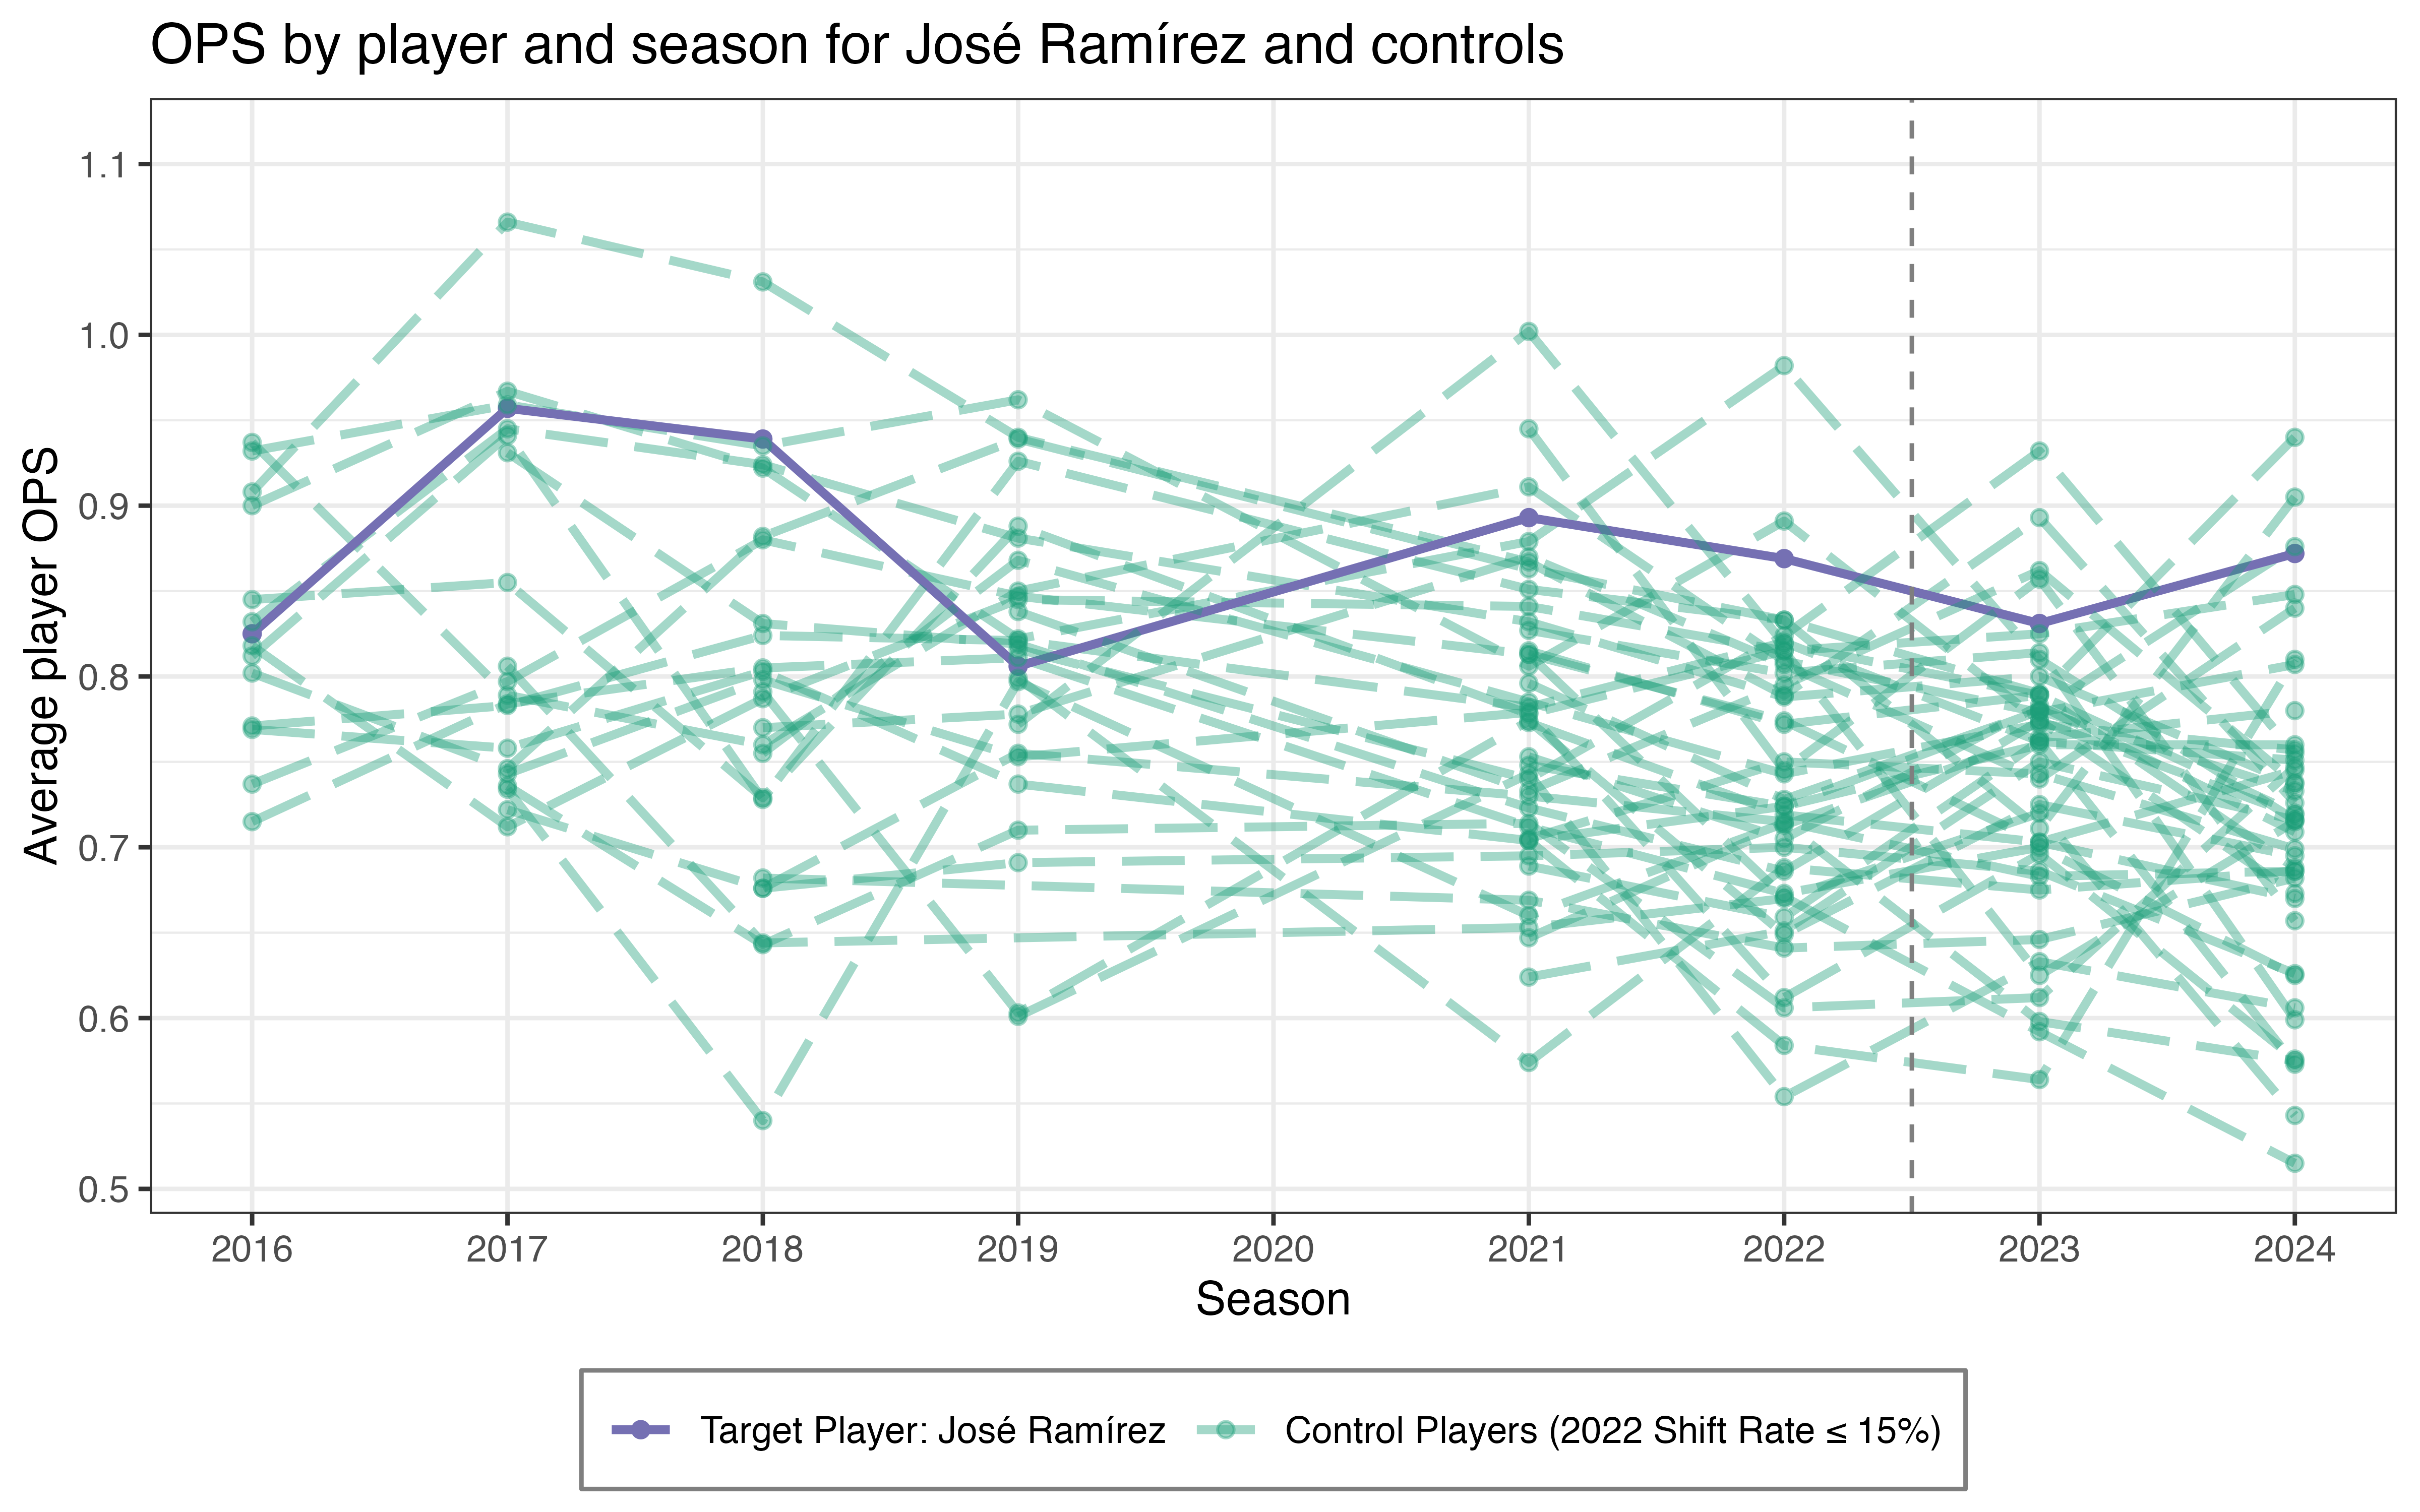 OPS by player and season for José Ramírez and controls
Average player OPS
1.1
1.0
0.9
0.8
0.7
0.6
0.5
2016 2017 2018 2019 2020 2021 2022 2023 2024
Season
Target Player: José Ramírez Control Players (2022 Shift Rate ≤ 15%)